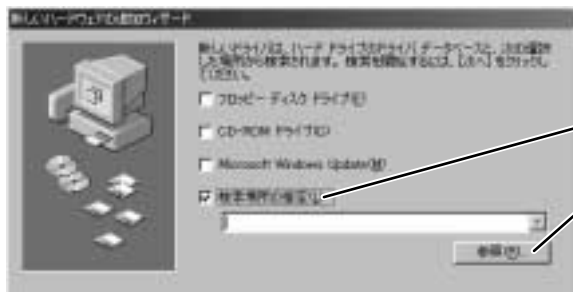 新しいハードウェアの追加ウィザード
新しいドライバは、ハード ドライブのドライバ データベースと、次の選択
した場所から検索されます。検索を開始するには、[次へ] をクリックし
てください。
フロッピー ディスク ドライブ(F)
CD-ROM ドライブ(C)
Microsoft Windows Update(M)
検索場所の指定(L):
参照(R)...